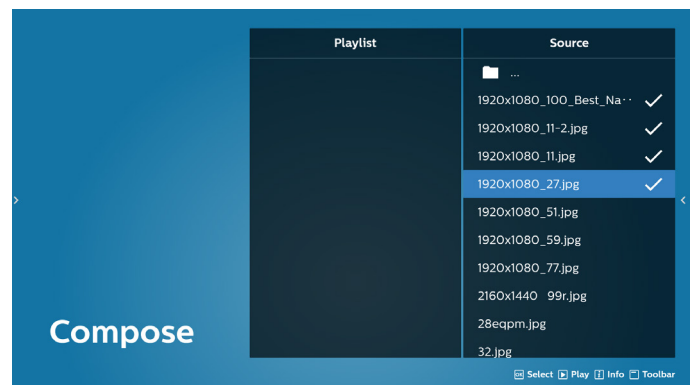 Playlist
Source
...
1920x1080_100_Best_Na··
1920x1080_11-2.jpg
1920x1080_11.jpg
1920x1080_27.jpg
1920x1080_51.jpg
1920x1080_59.jpg
1920x1080_77.jpg
2160x1440 99r.jpg
28eqpm.jpg
32.jpg
Compose
OK Select Play i Info Toolbar